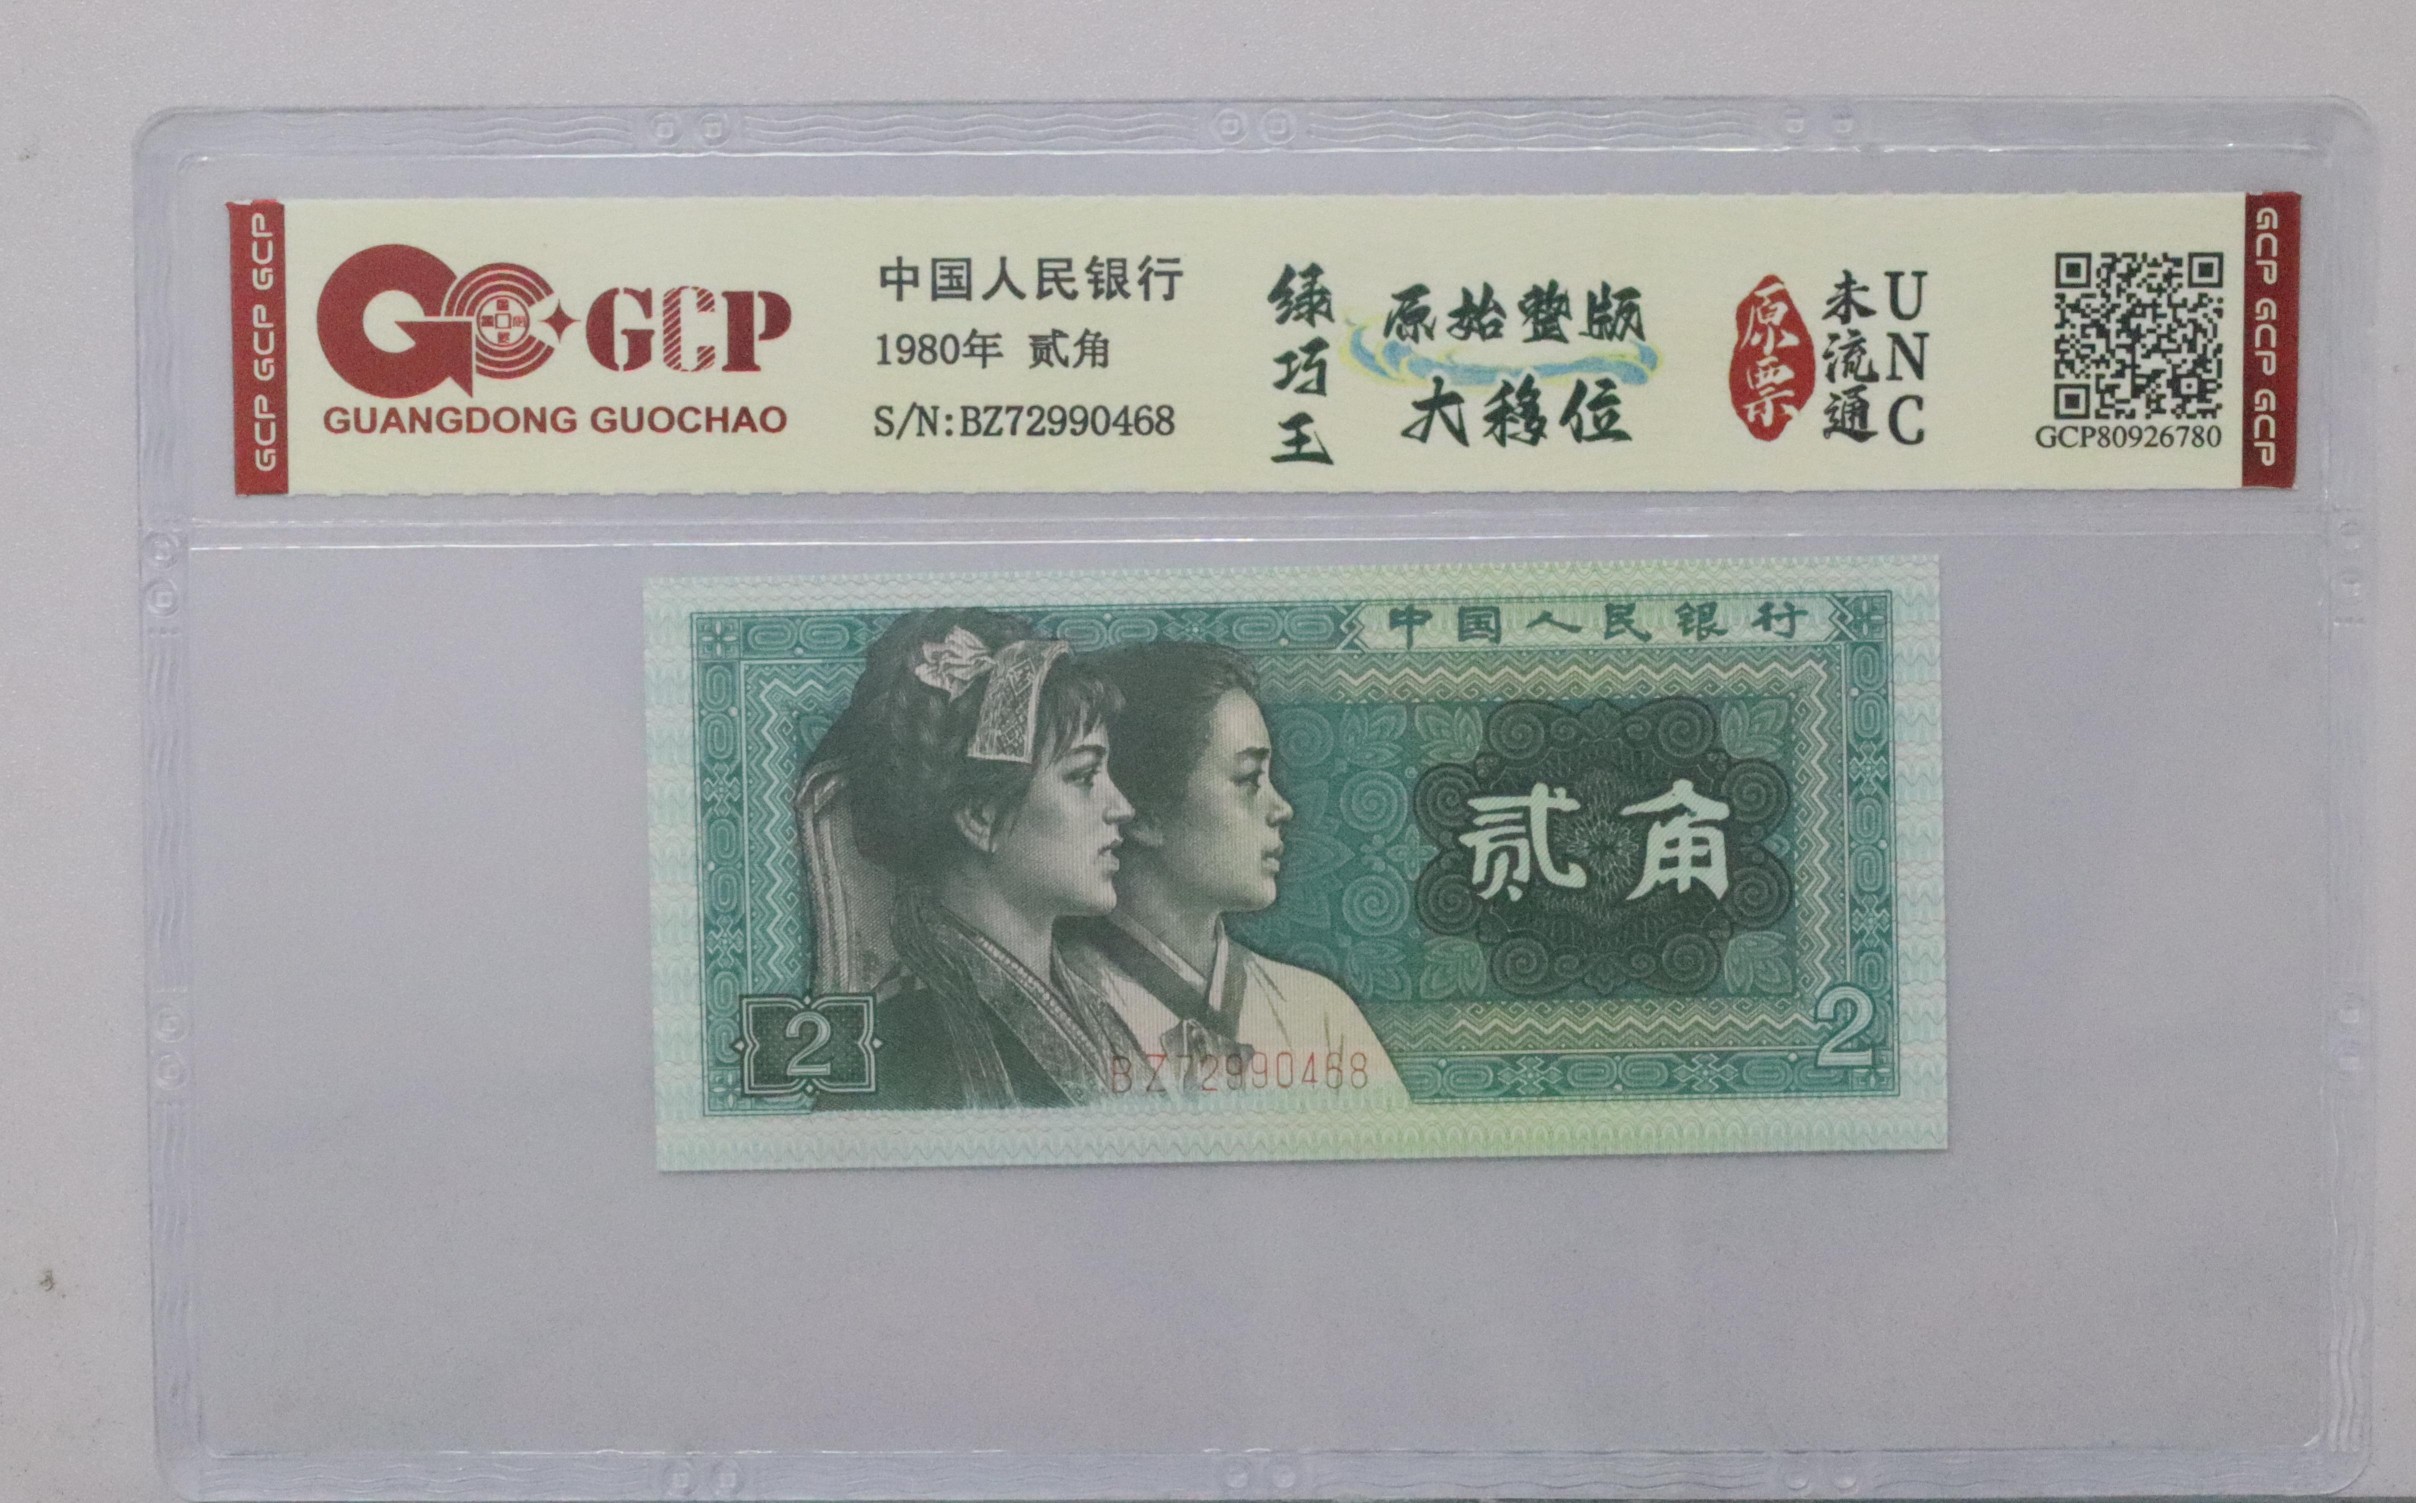 GCP GCP GCP
GCP
GUANGDONG GUOCHAO
中国人民银行
1980年 贰角
S/N:BZ72990468
绿巧王
原始整版
大移位
原票
未流通
UNC
GCP80926780
GCP GCP GCP
中国人民银行
贰角
2
2
BZ72990468